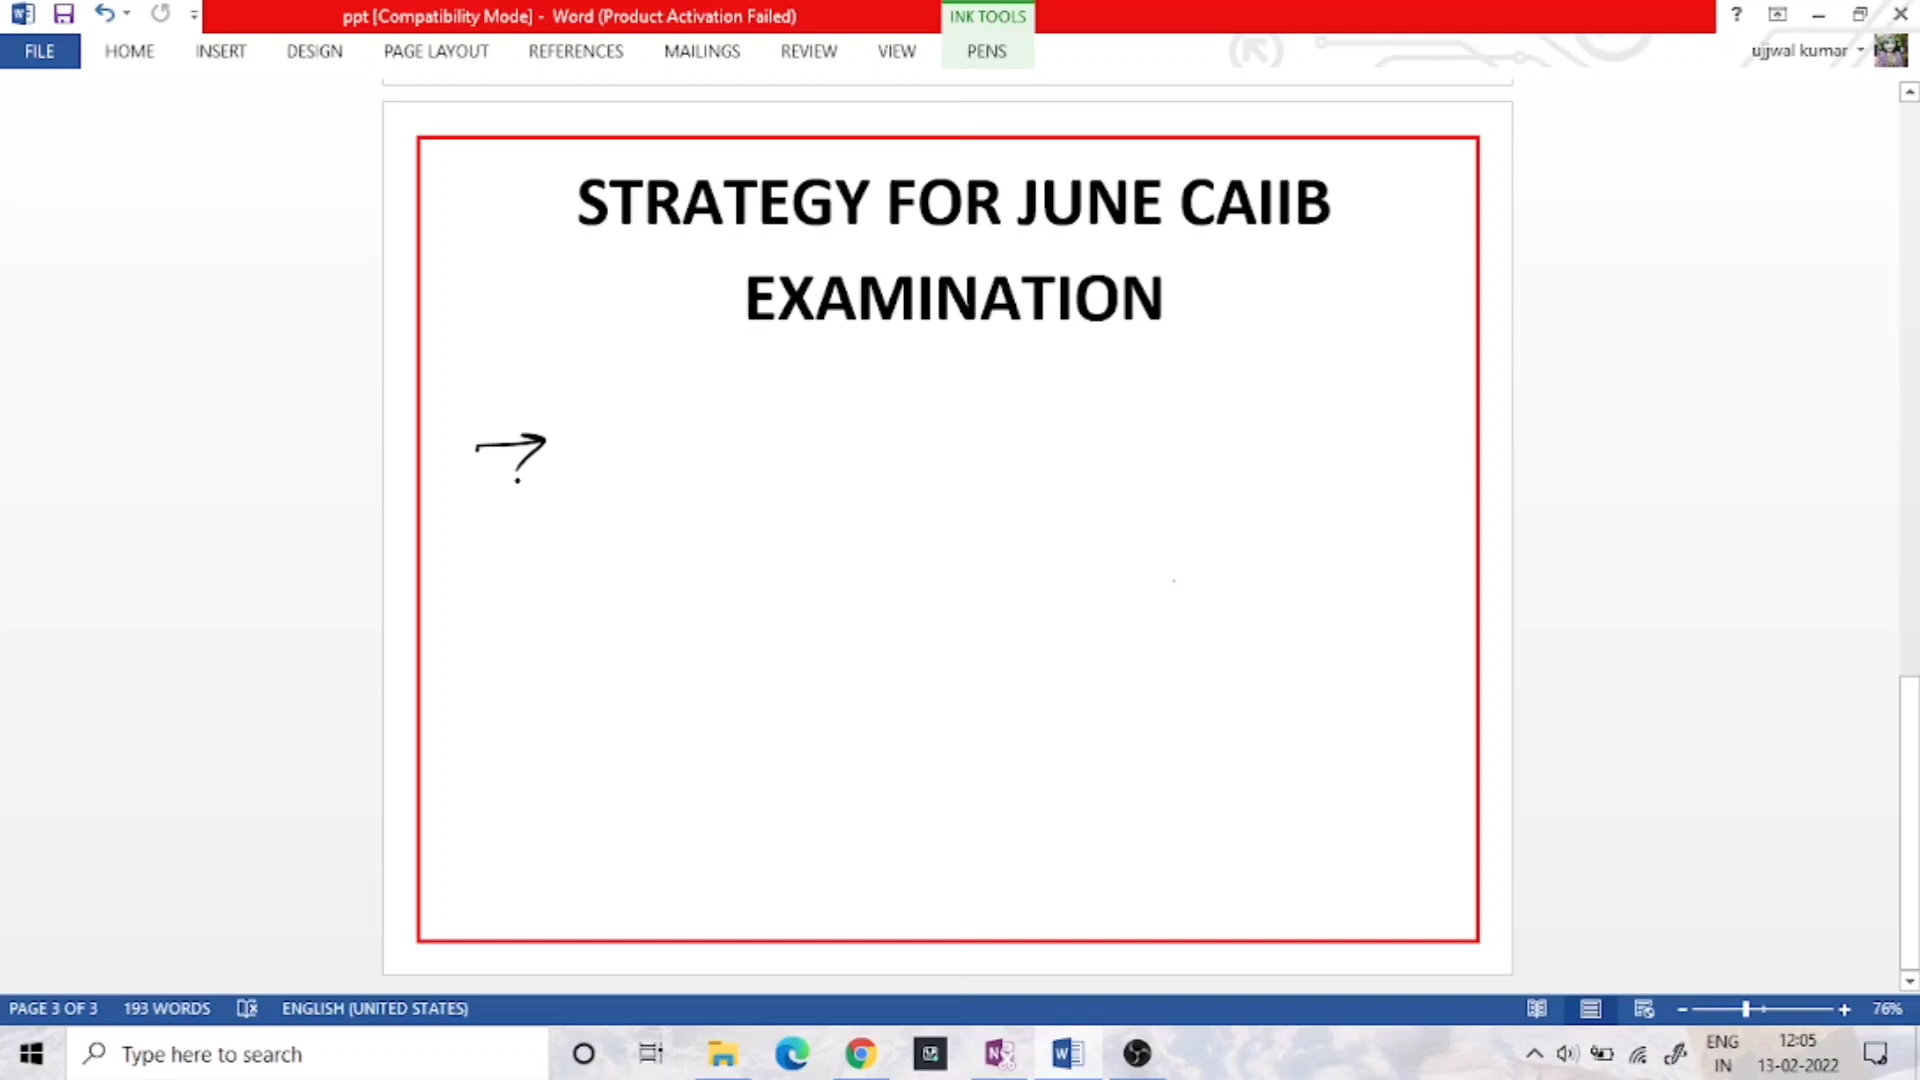 ppt [Compatibility Mode] - Word (Product Activation Failed)
INK TOOLS
?
FILE HOME INSERT DESIGN PAGE LAYOUT REFERENCES MAILINGS REVIEW VIEW PENS
ujjwal kumar
STRATEGY FOR JUNE CAIIB
EXAMINATION
PAGE 3 OF 3 193 WORDS ENGLISH (UNITED STATES)
76%
Type here to search
ENG
IN
12:05
13-02-2022